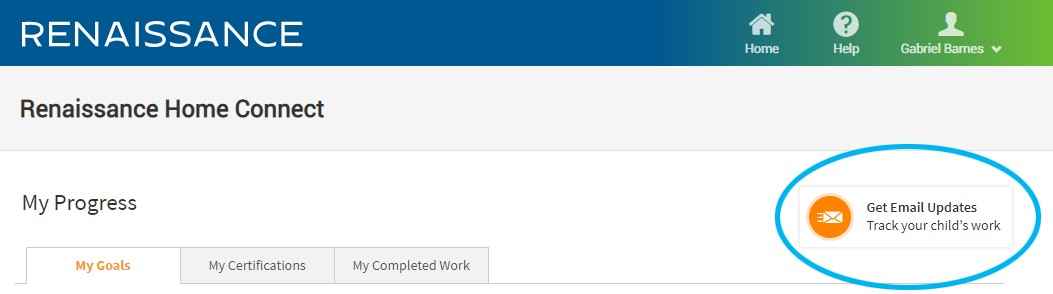 RENAISSANCE
Home
Help
Gabriel Barnes
Renaissance Home Connect
My Progress
Get Email Updates
Track your child's work
My Goals
My Certifications
My Completed Work